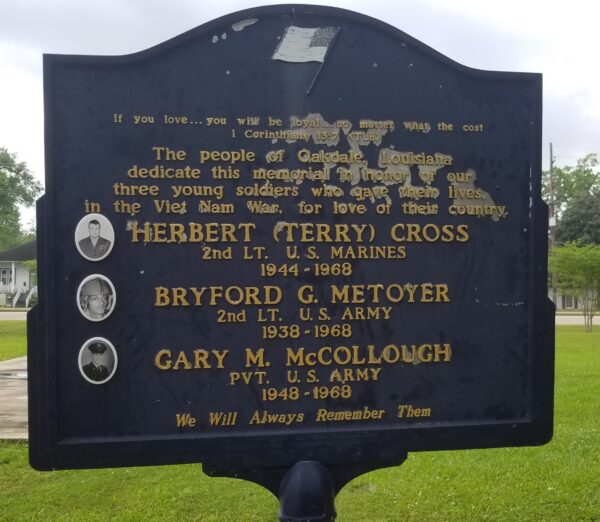 If you love...you will be loyal...no matter what the cost
1 Corinthians 13:7 (TLB)
The people of Oakdale, Louisiana
dedicate this memorial in honor of our
three young soldiers who gave their lives,
in the Viet Nam War, for love of their country.
HERBERT (TERRY) CROSS
2nd LT. U.S. MARINES
1944-1968
BRYFORD G. METOYER
2nd LT. U.S. ARMY
1938-1968
GARY M. McCOLLOUGH
PVT. U.S. ARMY
1948-1968
We Will Always Remember Them